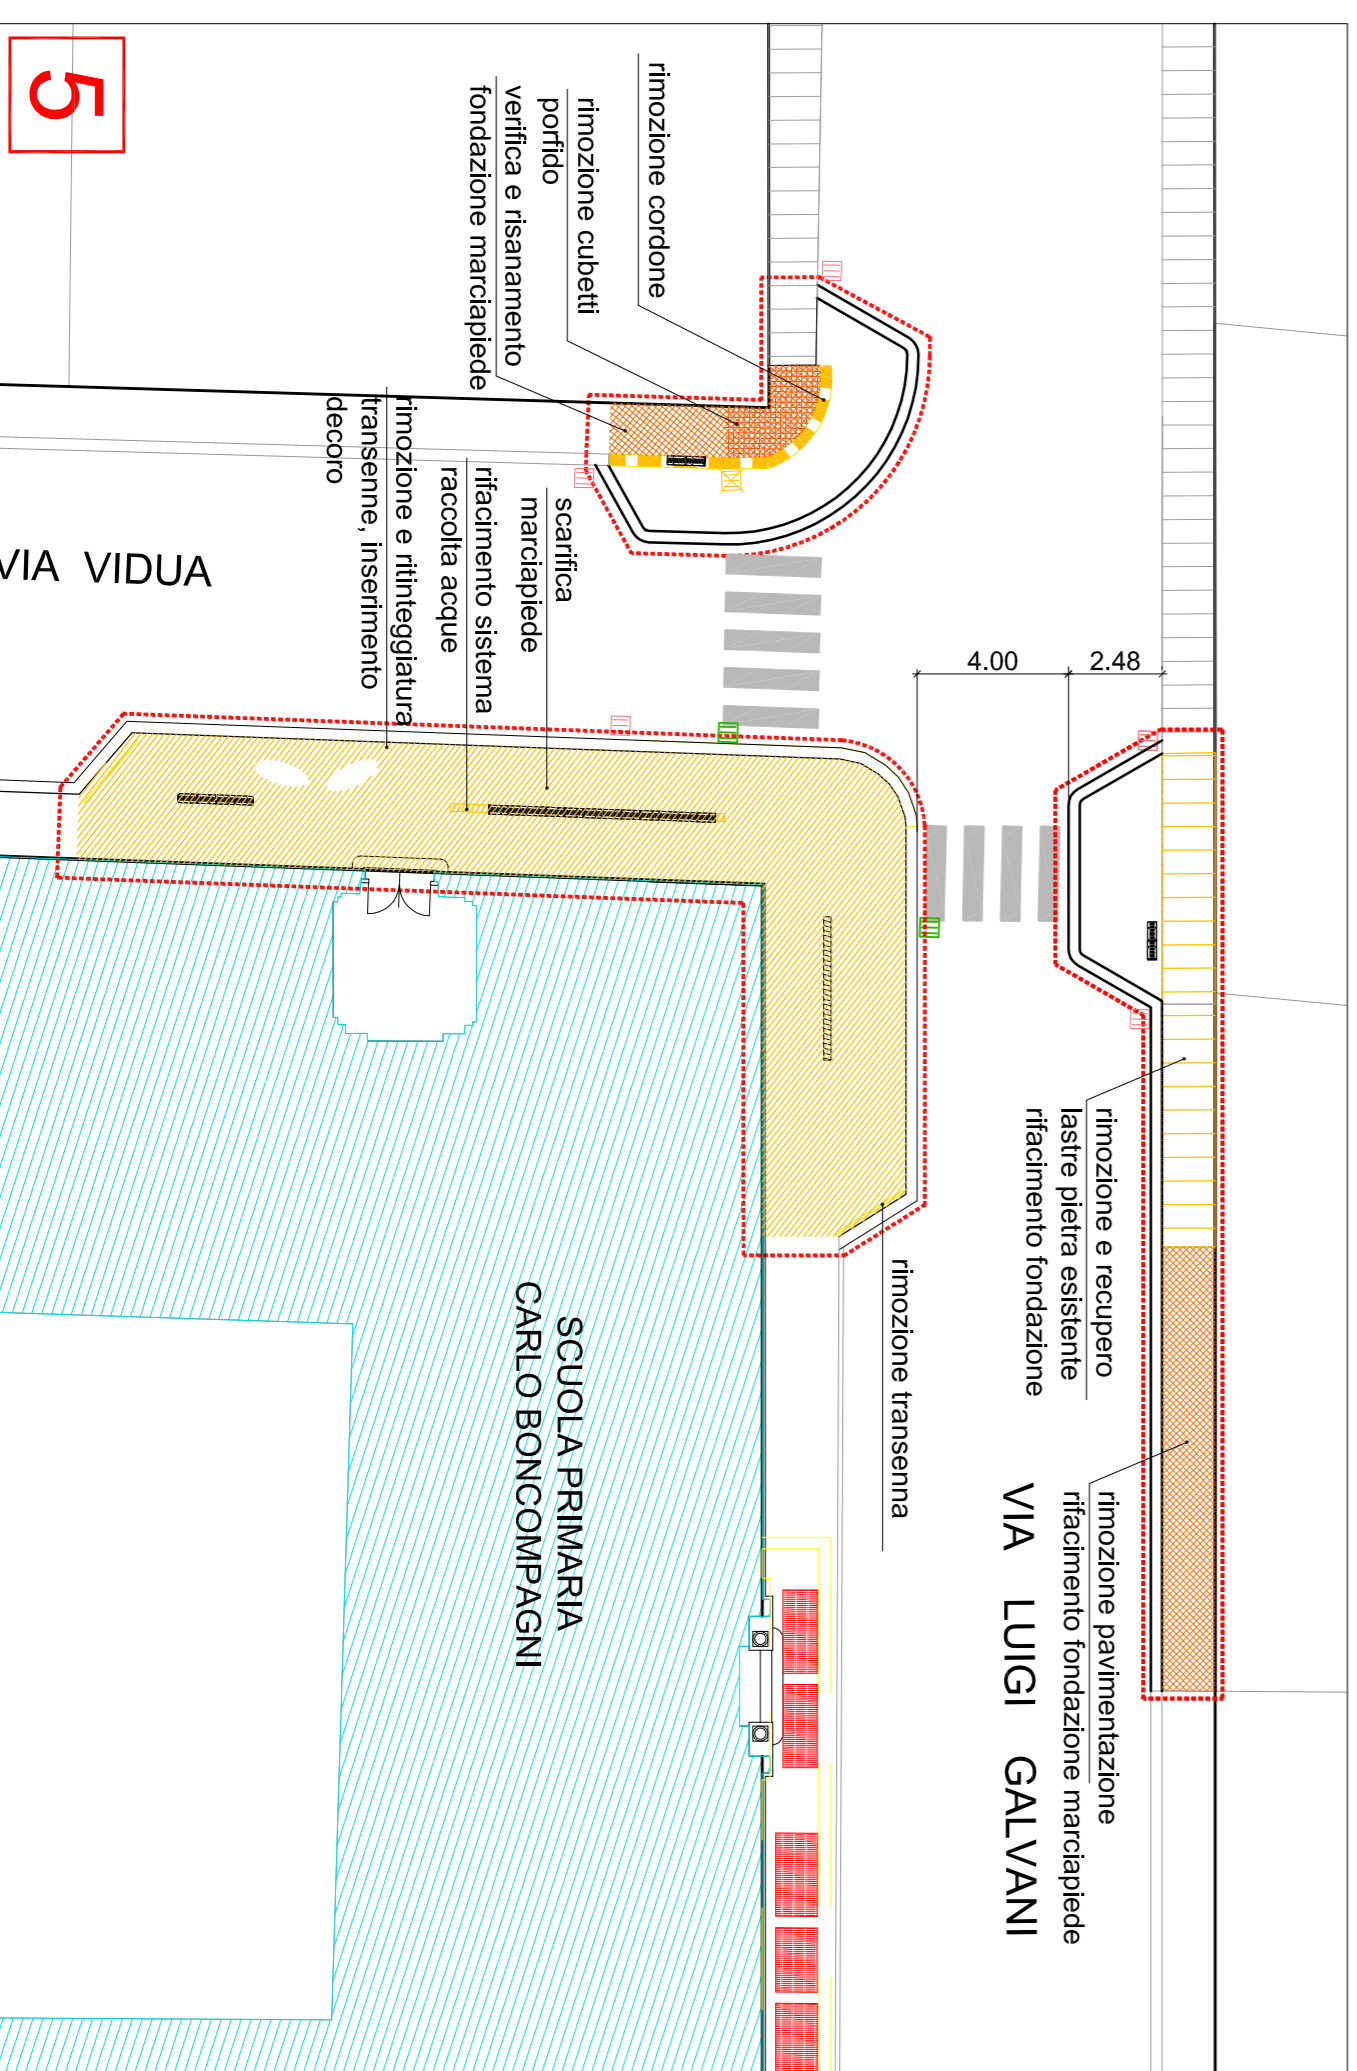 5
rimozione cordone
rimozione cubetti
porfido
verifica e risanamento
fondazione marciapiede
rimozione e ritinteggiatura
transenne, inserimento
decoro
rifacimento sistema
raccolta acque
scarifica
marciapiede
VIA VIDUA
4.00
2.48
rimozione e recupero
lastre pietra esistente
rifacimento fondazione
rimozione transenna
rimozione pavimentazione
rifacimento fondazione marciapiede
VIA LUIGI GALVANI
SCUOLA PRIMARIA
CARLO BONCOMPAGNI